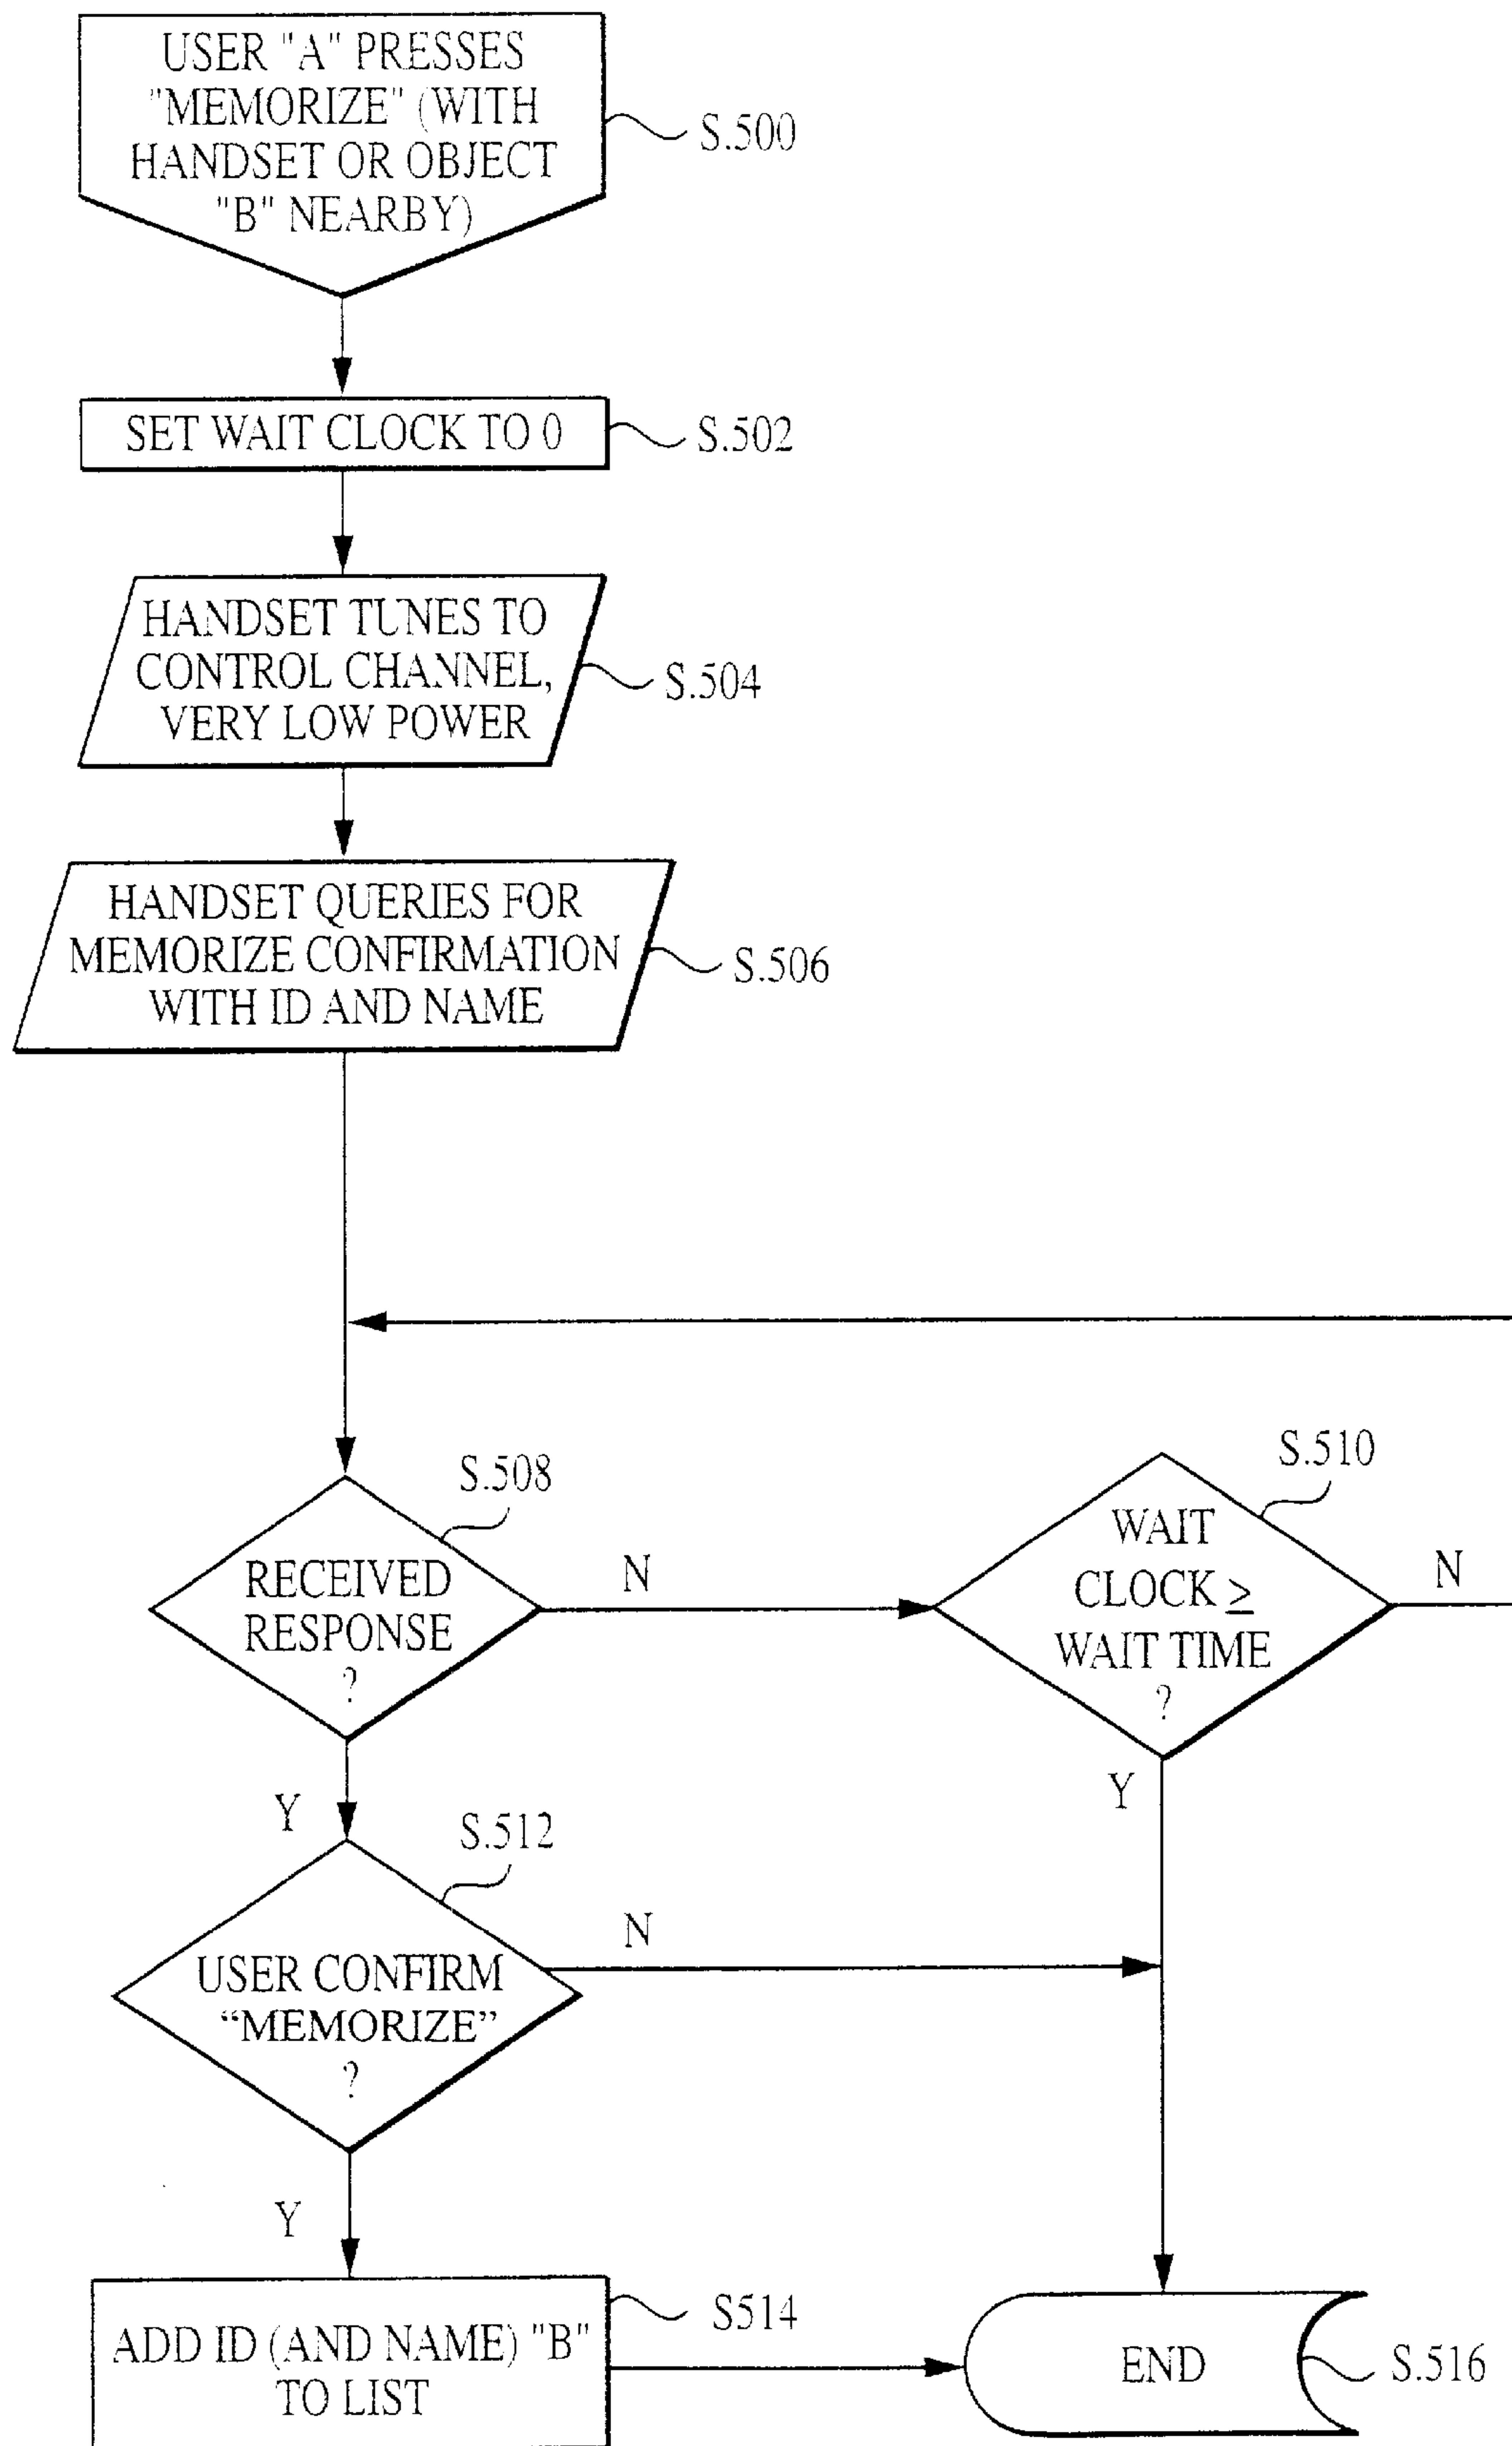 USER "A" PRESSES
"MEMORIZE" (WITH
HANDSET OR OBJECT
"B" NEARBY)
S.500
SET WAIT CLOCK TO 0
S.502
HANDSET TUNES TO
CONTROL CHANNEL,
VERY LOW POWER
S.504
HANDSET QUERIES FOR
MEMORIZE CONFIRMATION
WITH ID AND NAME
S.506
S.508
RECEIVED
RESPONSE
?
N
Y
S.510
WAIT
CLOCK ≥
WAIT TIME
?
N
Y
S.512
USER CONFIRM
“MEMORIZE”
?
N
Y
ADD ID (AND NAME) "B"
TO LIST
S514
END
S.516